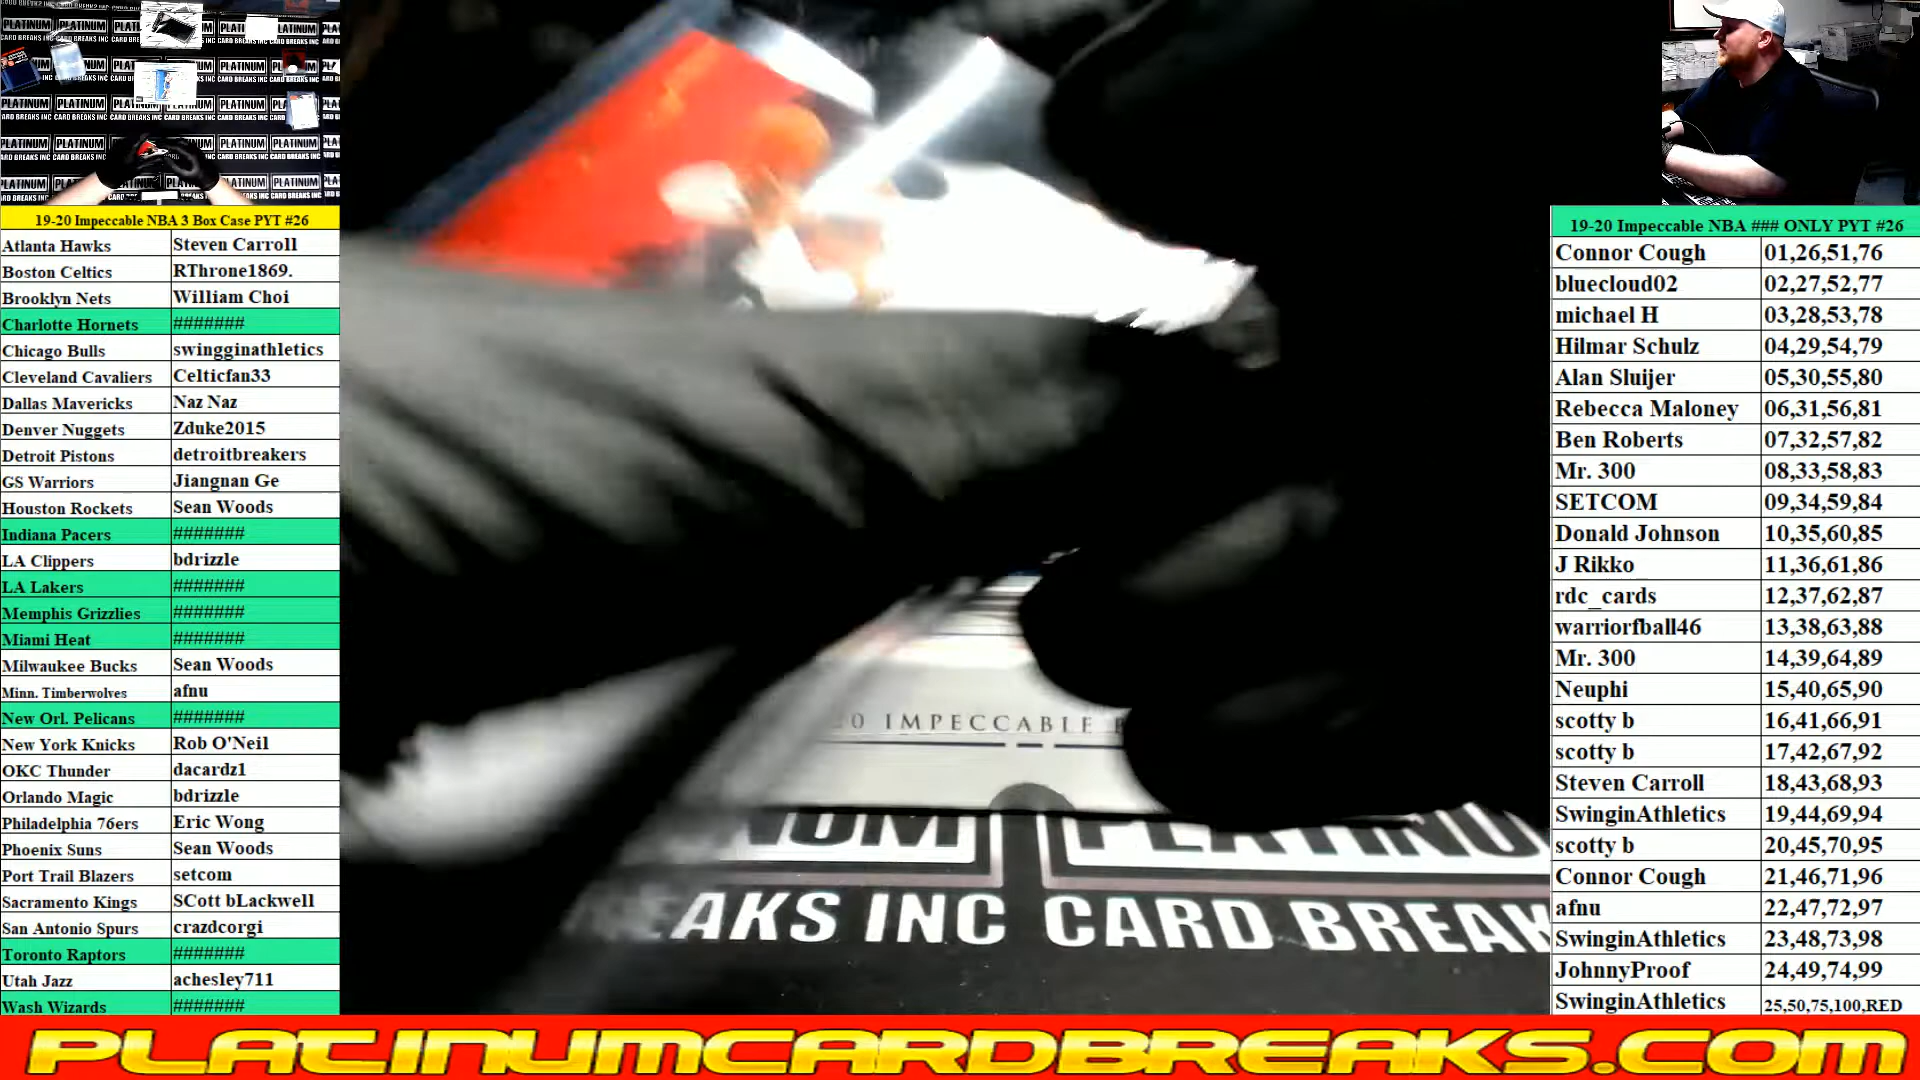 19-20 Impeccable NBA 3 Box Case PYT #26
Atlanta Hawks Steven Carroll
Boston Celtics RThrone1869.
Brooklyn Nets William Choi
Charlotte Hornets #######
Chicago Bulls swingginathletics
Cleveland Cavaliers Celticfan33
Dallas Mavericks Naz Naz
Denver Nuggets Zduke2015
Detroit Pistons detroitbreakers
GS Warriors Jiangnan Ge
Houston Rockets Sean Woods
Indiana Pacers #######
LA Clippers bdrizzle
LA Lakers #######
Memphis Grizzlies #######
Miami Heat #######
Milwaukee Bucks Sean Woods
Minn. Timberwolves afnu
New Orl. Pelicans #######
New York Knicks Rob O'Neil
OKC Thunder dacardz1
Orlando Magic bdrizzle
Philadelphia 76ers Eric Wong
Phoenix Suns Sean Woods
Port Trail Blazers setcom
Sacramento Kings SCott bLackwell
San Antonio Spurs crazdcorgi
Toronto Raptors #######
Utah Jazz achesley711
Wash Wizards #######
0 IMPECCABLE
NUM PLATINU
EAKS INC CARD BREAK
19-20 Impeccable NBA ### ONLY PYT #26
Connor Cough 01,26,51,76
bluecloud02 02,27,52,77
michael H 03,28,53,78
Hilmar Schulz 04,29,54,79
Alan Sluijer 05,30,55,80
Rebecca Maloney 06,31,56,81
Ben Roberts 07,32,57,82
Mr. 300 08,33,58,83
SETCOM 09,34,59,84
Donald Johnson 10,35,60,85
J Rikko 11,36,61,86
rdc_cards 12,37,62,87
warriorfball46 13,38,63,88
Mr. 300 14,39,64,89
Neuphi 15,40,65,90
scotty b 16,41,66,91
scotty b 17,42,67,92
Steven Carroll 18,43,68,93
SwinginAthletics 19,44,69,94
scotty b 20,45,70,95
Connor Cough 21,46,71,96
afnu 22,47,72,97
SwinginAthletics 23,48,73,98
JohnnyProof 24,49,74,99
SwinginAthletics 25,50,75,100,RED
PLATINUMCARDBREAKS.COM